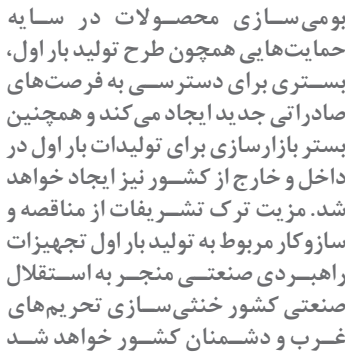 بومی‌سازی محصولات در سایه
حمایت‌هایی همچون طرح تولید بار اول،
بستری برای دسترسی به فرصت‌های
صادراتی جدید ایجاد می‌کند و همچنین
بستر بازارسازی برای تولیدات بار اول در
داخل و خارج از کشور نیز ایجاد خواهد
شد. مزیت ترک تشریفات از مناقصه و
سازوکار مربوط به تولید بار اول تجهیزات
راهبردی صنعتی منجر به استقلال
صنعتی کشور خنثی‌سازی تحریم‌های
غرب و دشمنان کشور خواهد شد